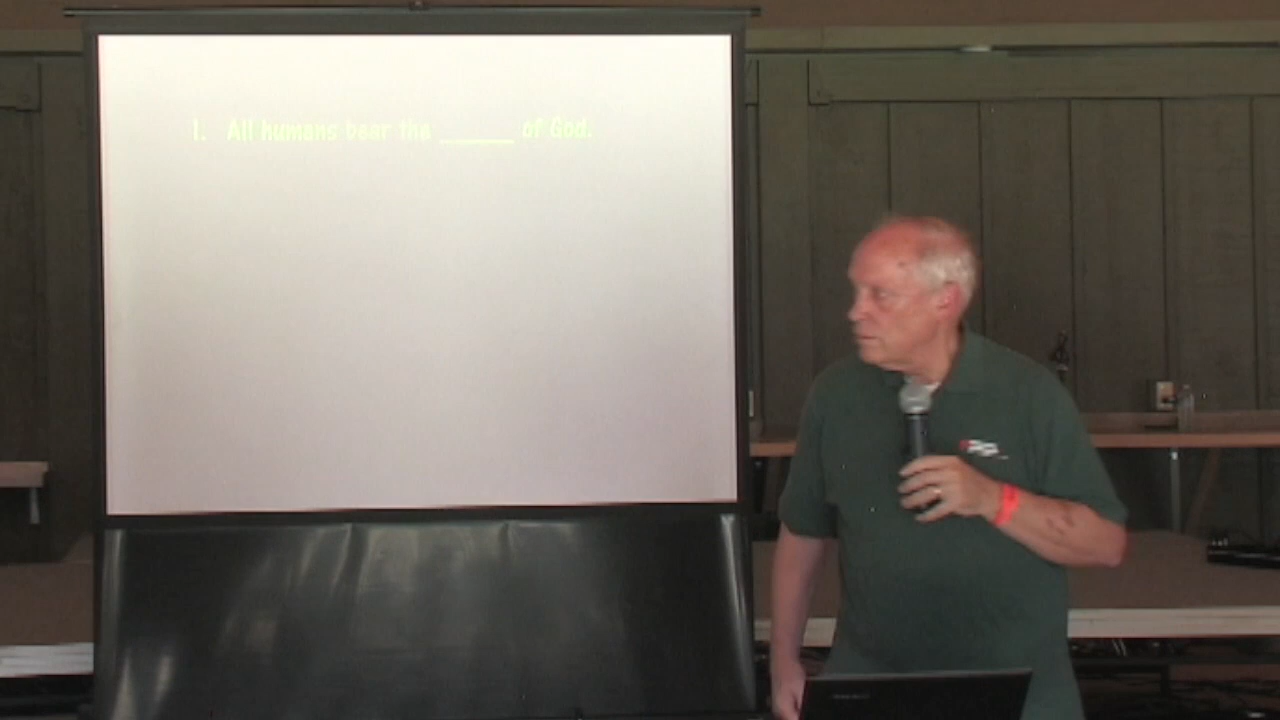 1. All humans bear the ______ of God.